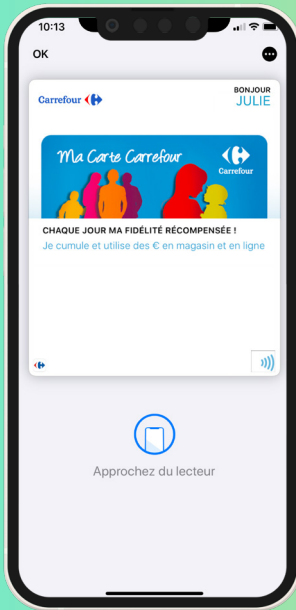 10:13
OK
Carrefour
BONJOUR
JULIE
Ma Carte Carrefour
Carrefour
CHAQUE JOUR MA FIDÉLITÉ RÉCOMPENSÉE !
Je cumule et utilise des € en magasin et en ligne
Approchez du lecteur